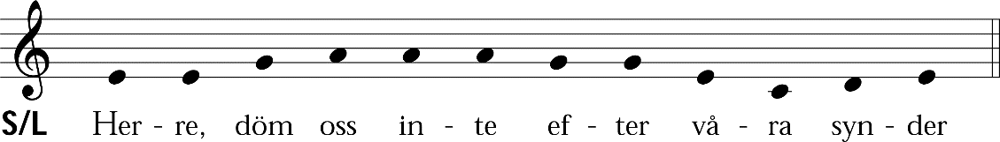 S/L Her - re, döm oss in - te ef - ter vå - ra syn - der